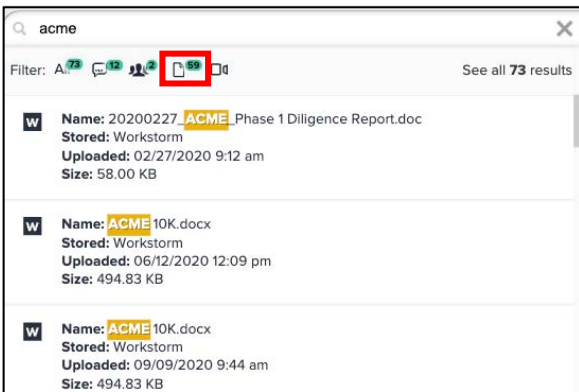 acme
Filter: A.. 73 12 2 59 See all 73 results
W Name: 20200227_ACME_Phase 1 Diligence Report.doc
Stored: Workstorm
Uploaded: 02/27/2020 9:12 am
Size: 58.00 KB
W Name: ACME 10K.docx
Stored: Workstorm
Uploaded: 06/12/2020 12:09 pm
Size: 494.83 KB
W Name: ACME 10K.docx
Stored: Workstorm
Uploaded: 09/09/2020 9:44 am
Size: 494.83 KB